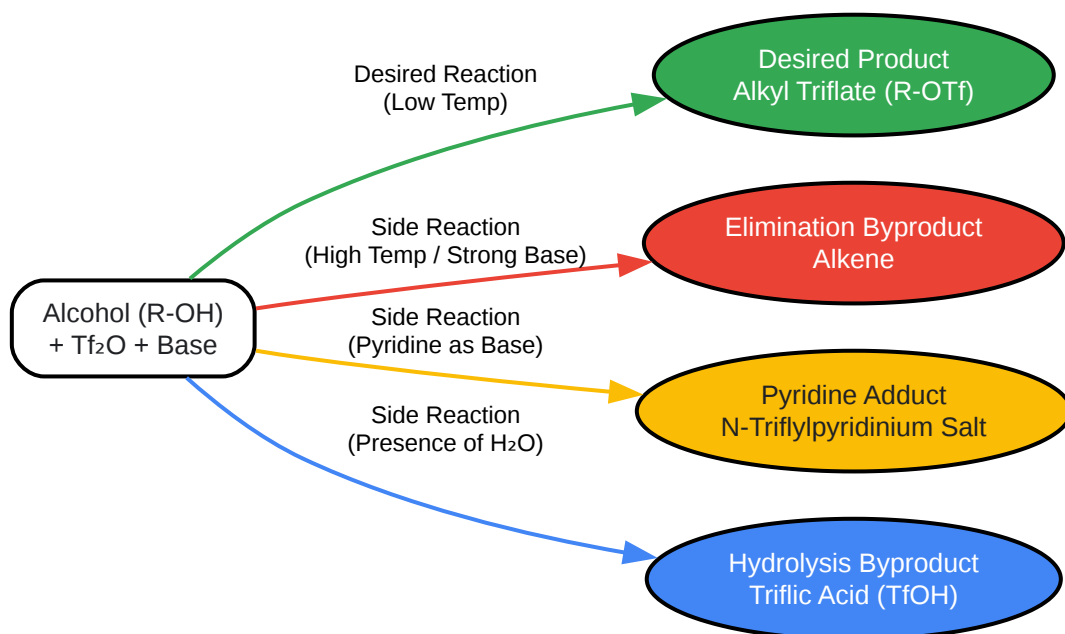 Desired Reaction
(Low Temp)
Desired Product
Alkyl Triflate (R-OTf)
Side Reaction
(High Temp / Strong Base)
Elimination Byproduct
Alkene
Alcohol (R-OH)
+ Tf₂O + Base
Side Reaction
(Pyridine as Base)
Pyridine Adduct
N-Triflylpyridinium Salt
Side Reaction
(Presence of H₂O)
Hydrolysis Byproduct
Triflic Acid (TfOH)